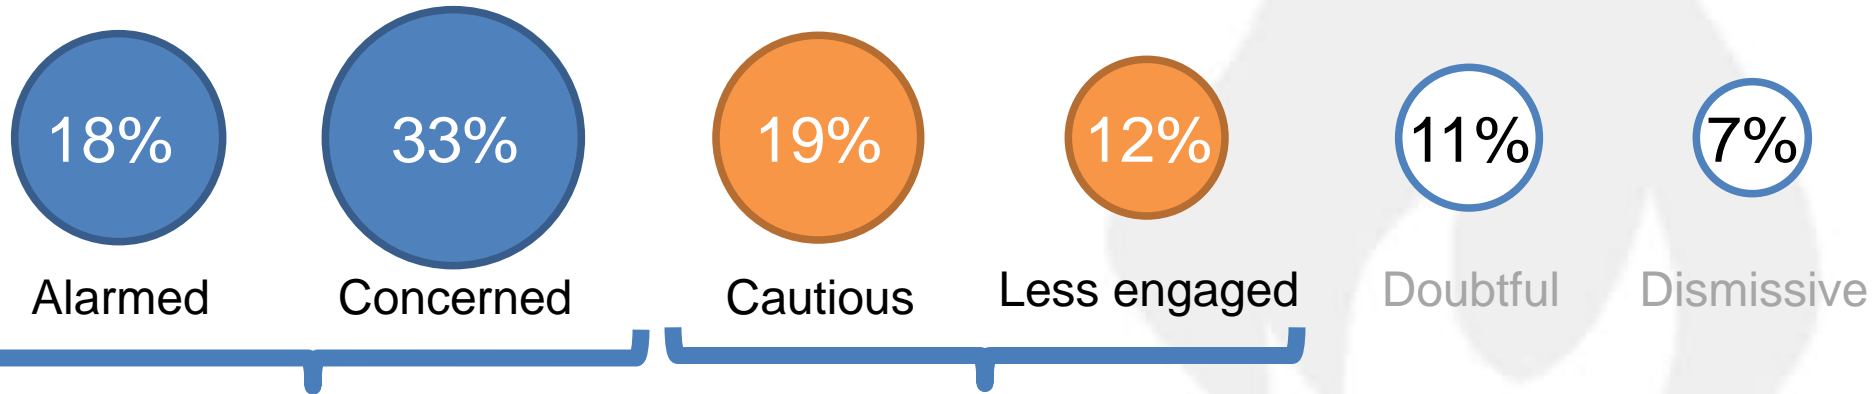 18% 33% 19% 12% 11% 7%
Alarmed Concerned Cautious Less engaged Doubtful Dismissive